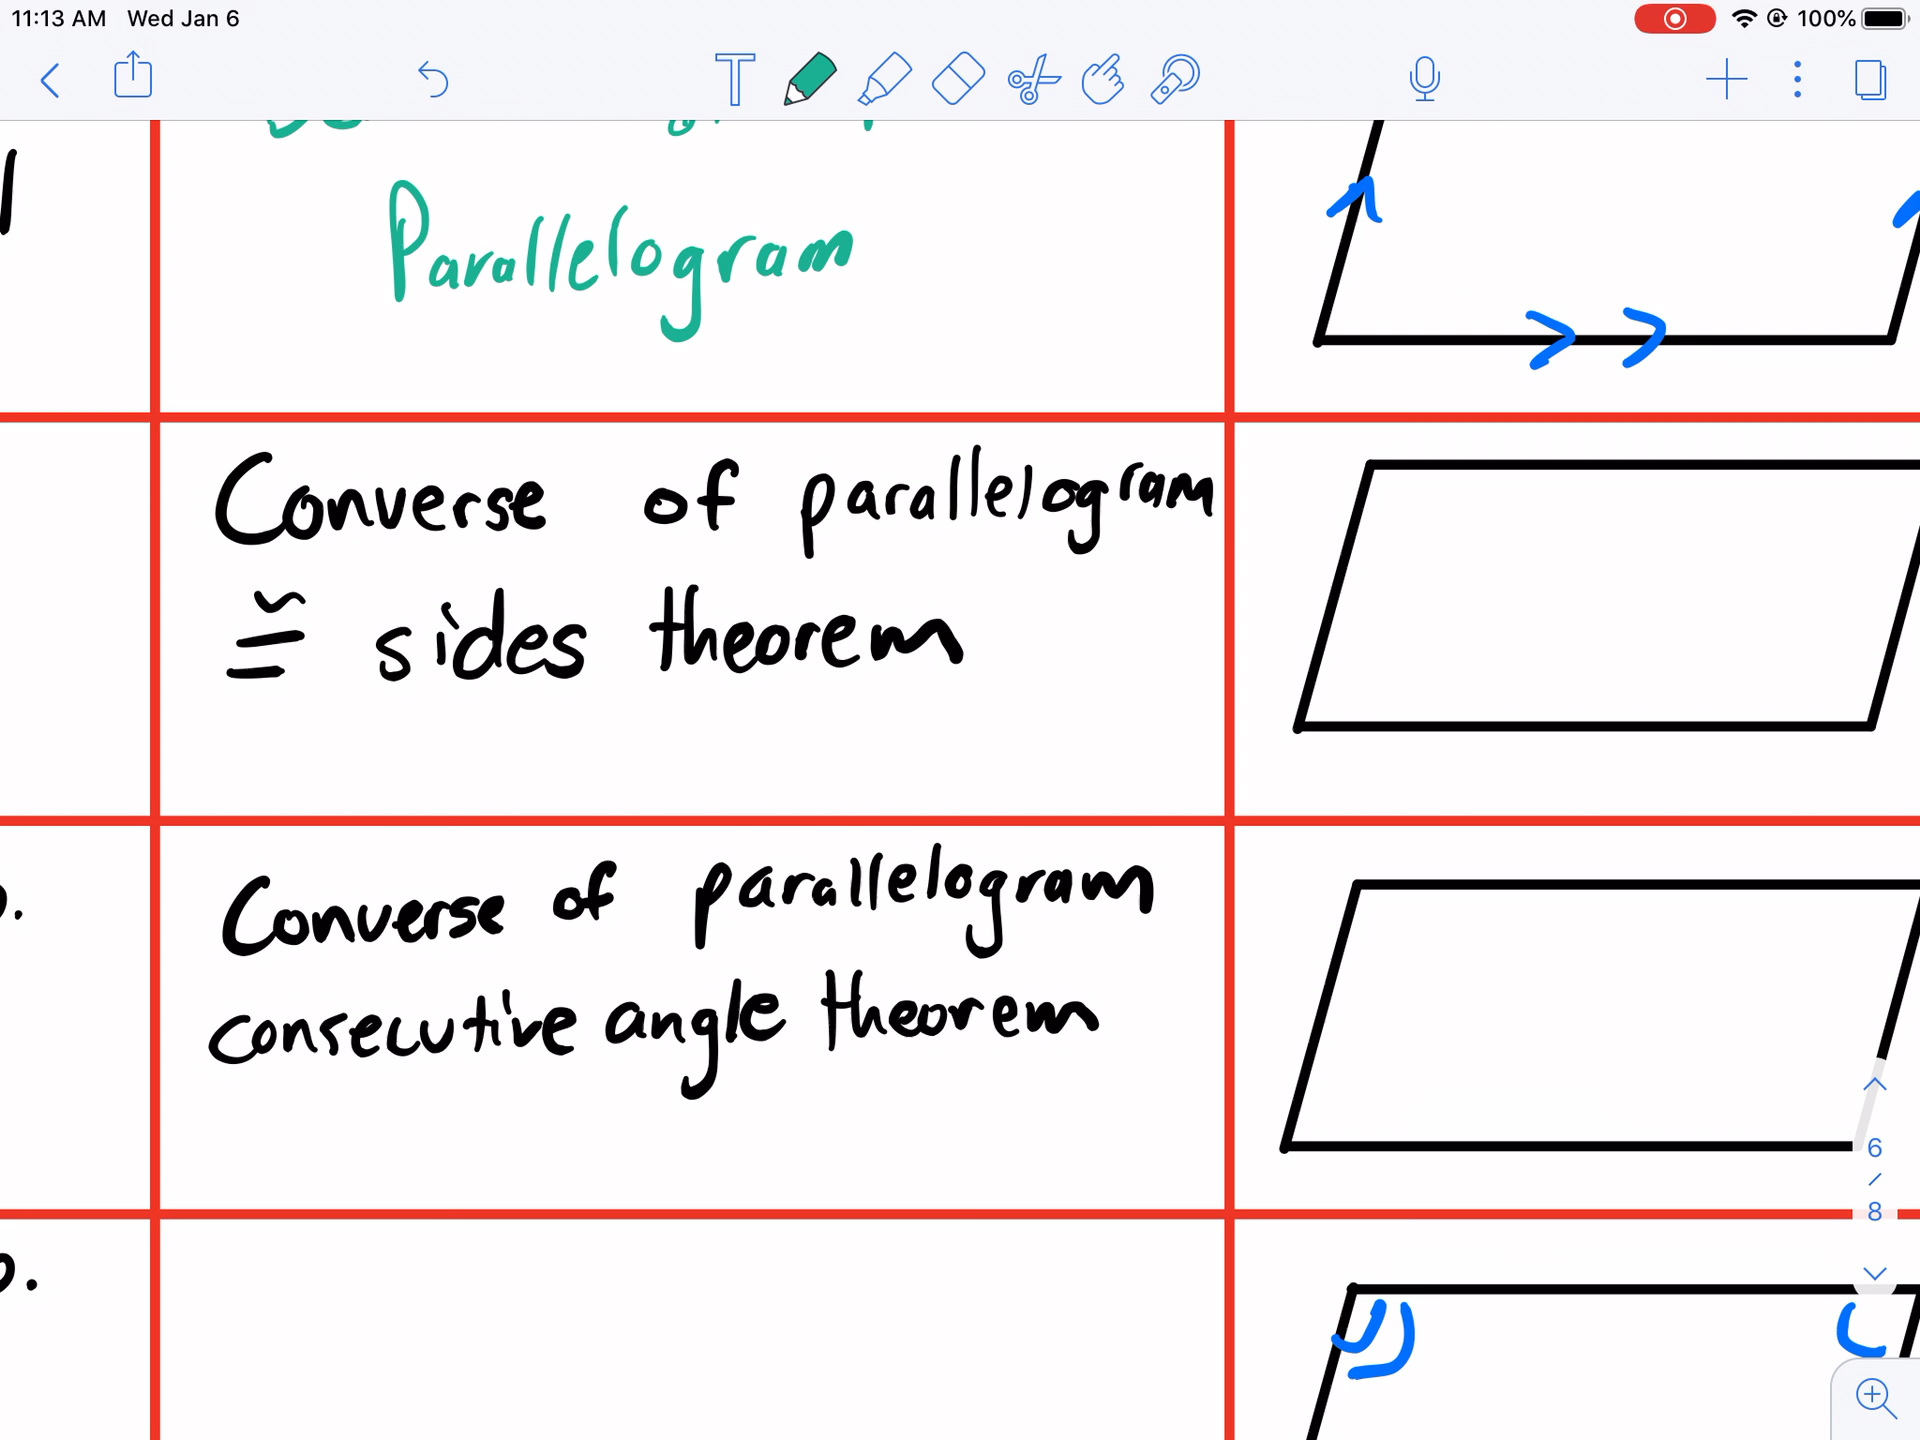 11:13 AM Wed Jan 6
100%
Parallelogram
Converse of parallelogram
≅ sides theorem
Converse of parallelogram
consecutive angle theorem
6
/
8